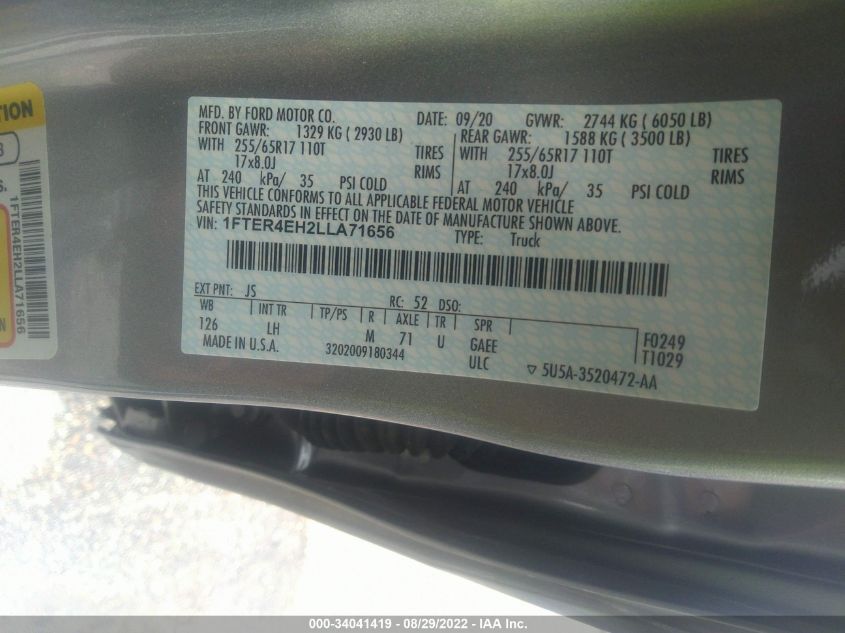 TION
3
S.
1FTER4EH2LLA71656
N
MFD. BY FORD MOTOR CO.
DATE: 09/20 GVWR: 2744 KG ( 6050 LB)
FRONT GAWR: 1329 KG ( 2930 LB)
REAR GAWR: 1588 KG ( 3500 LB)
WITH 255/65R17 110T TIRES
WITH 255/65R17 110T TIRES
17x8.0J RIMS
17x8.0J RIMS
AT 240 kPa/ 35 PSI COLD
AT 240 kPa/ 35 PSI COLD
THIS VEHICLE CONFORMS TO ALL APPLICABLE FEDERAL MOTOR VEHICLE
SAFETY STANDARDS IN EFFECT ON THE DATE OF MANUFACTURE SHOWN ABOVE.
VIN: 1FTER4EH2LLA71656
TYPE: Truck
EXT PNT: JS RC: 52 DSO:
WB INT TR TP/PS R AXLE TR SPR
126 LH M 71 U GAEE F0249
MADE IN U.S.A. 3202009180344 ULC T1029
▽ 5U5A-3520472-AA
000-34041419 - 08/29/2022 - IAA Inc.